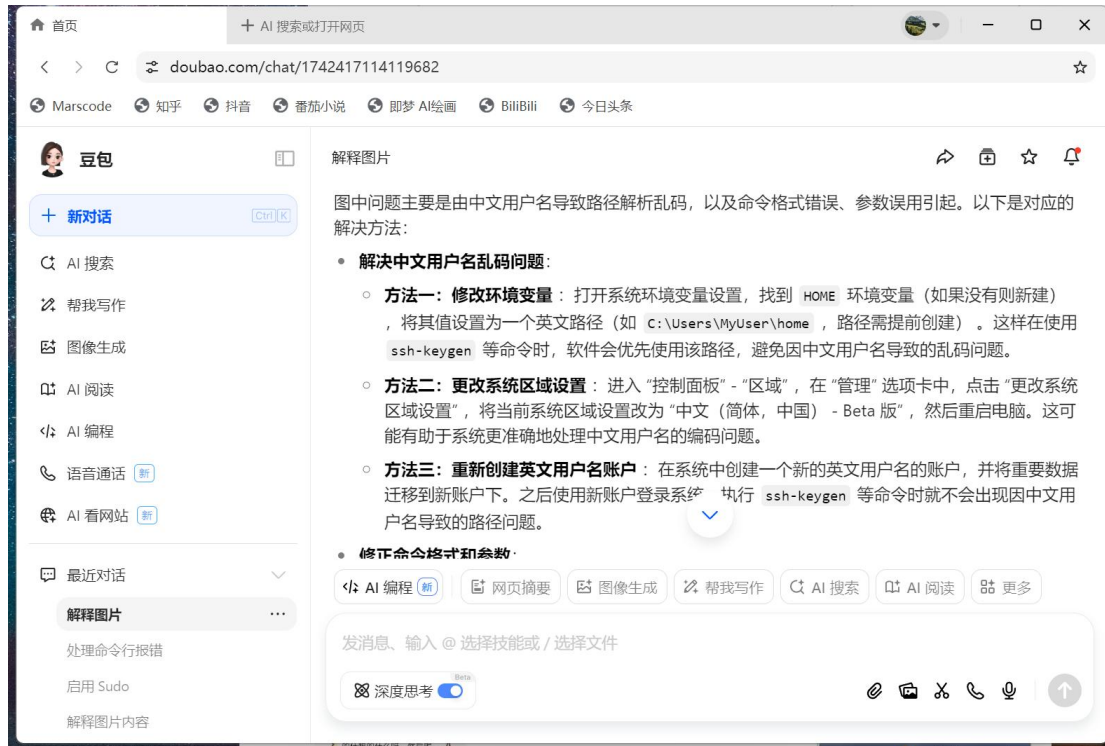 首页
AI 搜索或打开网页
doubao.com/chat/1742417114119682
Marscode 知乎 抖音 番茄小说 即梦 AI绘画 BiliBili 今日头条
豆包
解释图片
新对话 Ctrl K
AI 搜索
帮我写作
图像生成
AI 阅读
AI 编程
语音通话 新
AI 看网站 新
最近对话
解释图片
处理命令行报错
启用 Sudo
解释图片内容
图中问题主要是由中文用户名导致路径解析乱码，以及命令格式错误、参数误用引起。以下是对应的
解决方法：
• 解决中文用户名乱码问题：
○ 方法一：修改环境变量 ：打开系统环境变量设置，找到 HOME 环境变量（如果没有则新建）
，将其值设置为一个英文路径（如 C:\Users\MyUser\home ，路径需提前创建）。这样在使用
ssh-keygen 等命令时，软件会优先使用该路径，避免因中文用户名导致的乱码问题。
○ 方法二：更改系统区域设置 ：进入 “控制面板” - “区域”，在 “管理” 选项卡中，点击 “更改系统
区域设置”，将当前系统区域设置改为 “中文（简体，中国） - Beta 版”，然后重启电脑。这可
能有助于系统更准确地处理中文用户名的编码问题。
○ 方法三：重新创建英文用户名账户 ：在系统中创建一个新的英文用户名的账户，并将重要数据
迁移到新账户下。之后使用新账户登录系统，执行 ssh-keygen 等命令时就不会出现因中文用
户名导致的路径问题。
• 修正命令格式和参数：
AI 编程 新 网页摘要 图像生成 帮我写作 AI 搜索 AI 阅读 更多
发消息、输入 @ 选择技能或 / 选择文件
深度思考 Beta